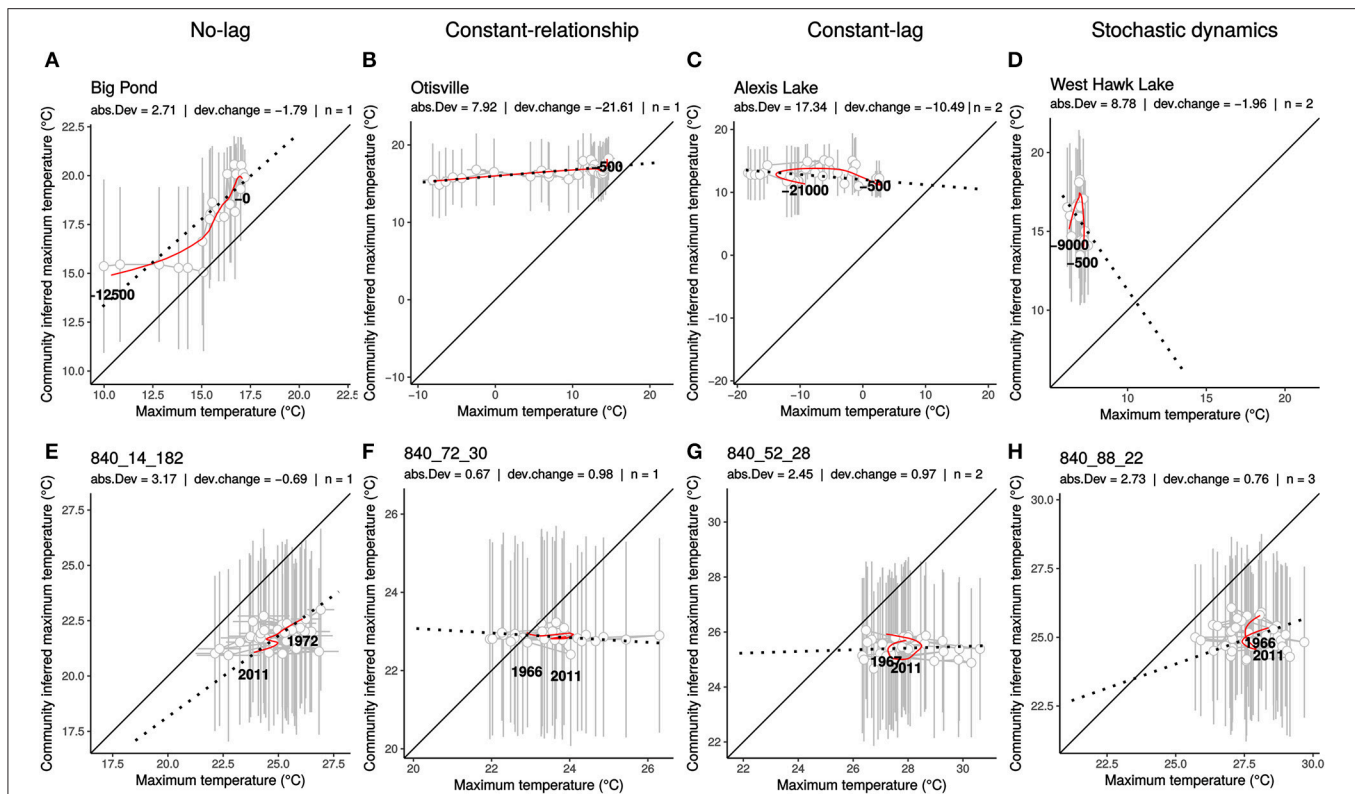 No-lag Constant-relationship Constant-lag Stochastic dynamics
A
Big Pond
abs.Dev = 2.71 | dev.change = −1.79 | n = 1
Community inferred maximum temperature (°C)
22.5
20.0
17.5
15.0
12.5
10.0
−0
−12500
10.0 12.5 15.0 17.5 20.0 22.5
Maximum temperature (°C)
B
Otisville
abs.Dev = 7.92 | dev.change = −21.61 | n = 1
Community inferred maximum temperature (°C)
20
10
0
−10
−500
−10 0 10 20
Maximum temperature (°C)
C
Alexis Lake
abs.Dev = 17.34 | dev.change = −10.49 | n = 2
Community inferred maximum temperature (°C)
20
10
0
−10
−20
−21000
−500
−20 −10 0 10 20
Maximum temperature (°C)
D
West Hawk Lake
abs.Dev = 8.78 | dev.change = −1.96 | n = 2
Community inferred maximum temperature (°C)
20
15
10
−9000
−500
10 15 20
Maximum temperature (°C)
E
840_14_182
abs.Dev = 3.17 | dev.change = −0.69 | n = 1
Community inferred maximum temperature (°C)
27.5
25.0
22.5
20.0
17.5
1972
2011
17.5 20.0 22.5 25.0 27.5
Maximum temperature (°C)
F
840_72_30
abs.Dev = 0.67 | dev.change = 0.98 | n = 1
Community inferred maximum temperature (°C)
26
24
22
20
1966
2011
20 22 24 26
Maximum temperature (°C)
G
840_52_28
abs.Dev = 2.45 | dev.change = 0.97 | n = 2
Community inferred maximum temperature (°C)
30
28
26
24
22
1967
2011
22 24 26 28 30
Maximum temperature (°C)
H
840_88_22
abs.Dev = 2.73 | dev.change = 0.76 | n = 3
Community inferred maximum temperature (°C)
30.0
27.5
25.0
22.5
1966
2011
22.5 25.0 27.5 30.0
Maximum temperature (°C)